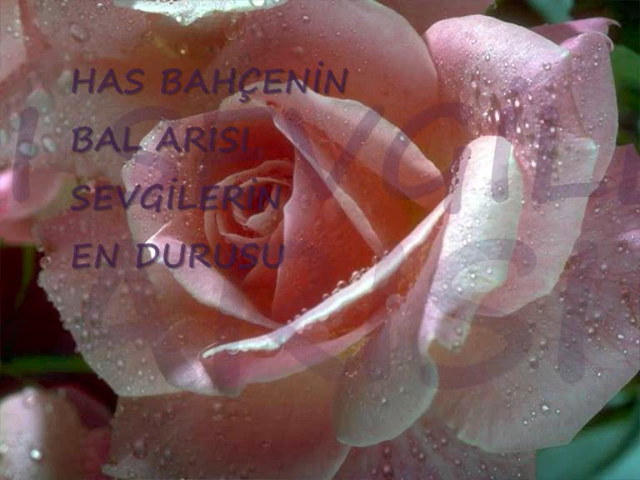 HAS BAHÇENİN
BAL ARISI,
SEVGİLERİN
EN DURUSU